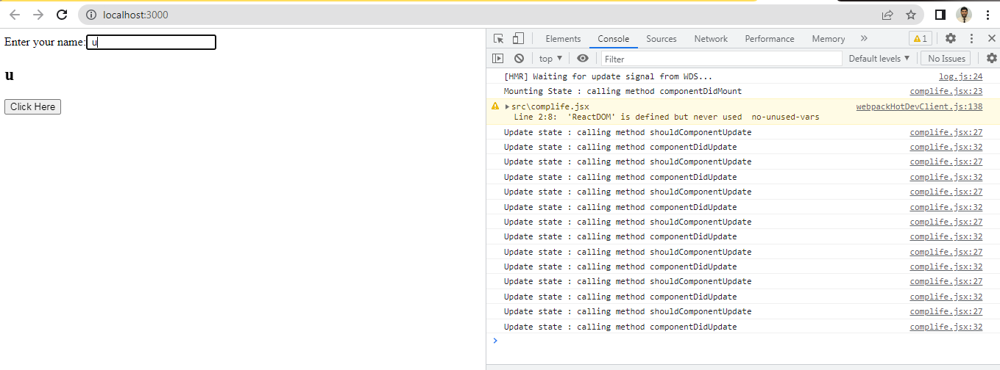 localhost:3000
Enter your name: u
u
Click Here
Elements Console Sources Network Performance Memory » 1
top ▼ Filter Default levels ▼ No Issues
[HMR] Waiting for update signal from WDS... log.js:24
Mounting State : calling method componentDidMount complife.jsx:23
src\complife.jsx webpackHotDevClient.js:138
Line 2:8: 'ReactDOM' is defined but never used no-unused-vars
Update state : calling method shouldComponentUpdate complife.jsx:27
Update state : calling method componentDidUpdate complife.jsx:32
Update state : calling method shouldComponentUpdate complife.jsx:27
Update state : calling method componentDidUpdate complife.jsx:32
Update state : calling method shouldComponentUpdate complife.jsx:27
Update state : calling method componentDidUpdate complife.jsx:32
Update state : calling method shouldComponentUpdate complife.jsx:27
Update state : calling method componentDidUpdate complife.jsx:32
Update state : calling method shouldComponentUpdate complife.jsx:27
Update state : calling method componentDidUpdate complife.jsx:32
Update state : calling method shouldComponentUpdate complife.jsx:27
Update state : calling method componentDidUpdate complife.jsx:32
Update state : calling method shouldComponentUpdate complife.jsx:27
Update state : calling method componentDidUpdate complife.jsx:32